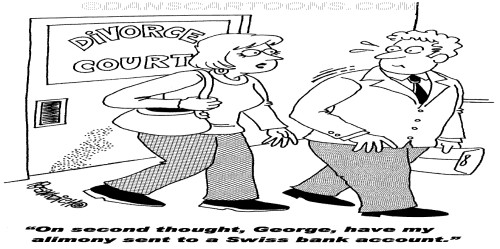 ©DANSCARTOONS.COM
DIVORCE
COURT
"On second thought, George, have my
alimony sent to a Swiss bank account."